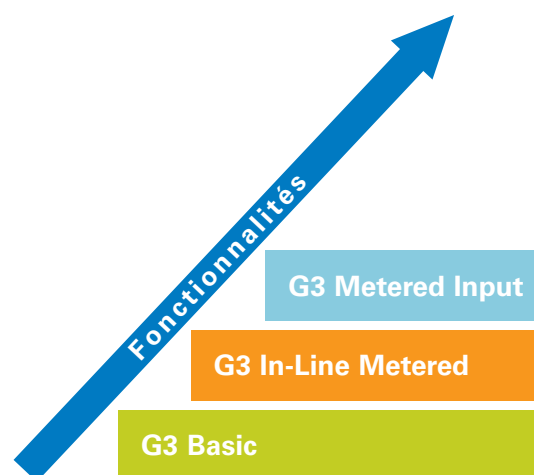 Fonctionnalités
G3 Metered Input
G3 In-Line Metered
G3 Basic